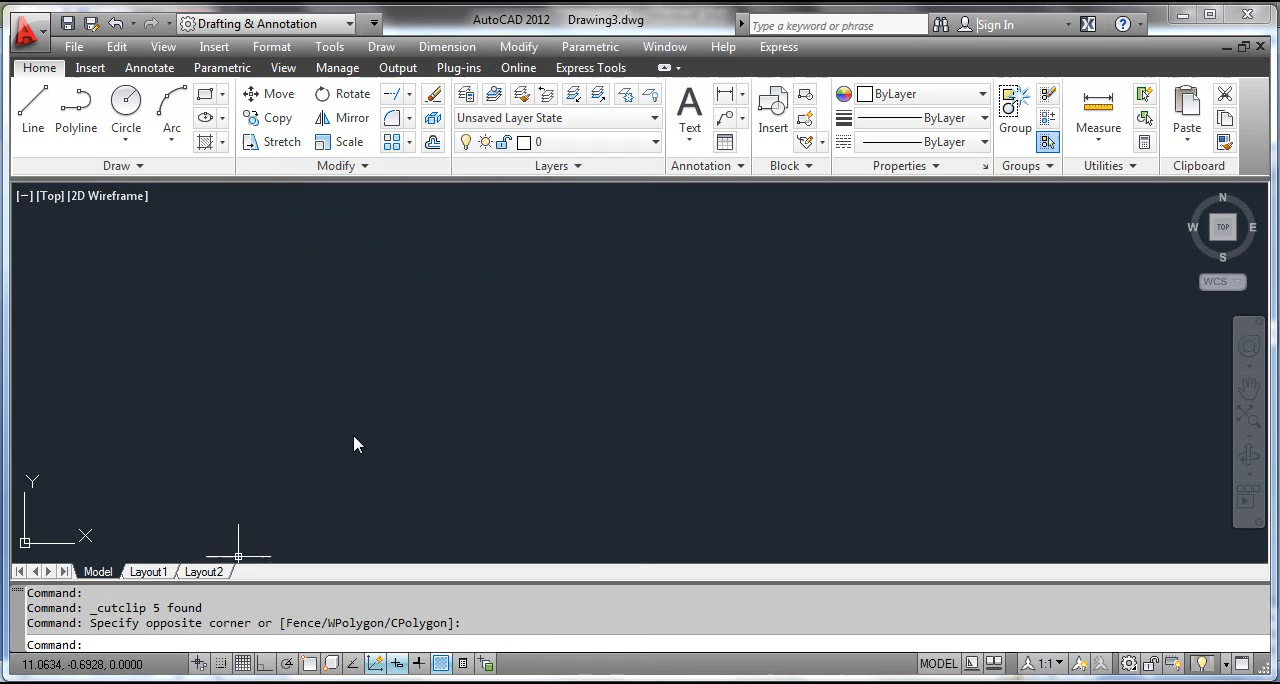 Drafting & Annotation
AutoCAD 2012 Drawing3.dwg
Type a keyword or phrase
Sign In
File Edit View Insert Format Tools Draw Dimension Modify Parametric Window Help Express
Home Insert Annotate Parametric View Manage Output Plug-ins Online Express Tools
Line Polyline Circle Arc
Move Rotate
Copy Mirror
Stretch Scale
Unsaved Layer State
0
A
Text
Insert
ByLayer
ByLayer
ByLayer
Group
Measure
Paste
Draw Modify Layers Annotation Block Properties Groups Utilities Clipboard
[−] [Top] [2D Wireframe]
N
W TOP E
S
WCS
Y
X
Model Layout1 Layout2
Command:
Command: _cutclip 5 found
Command: Specify opposite corner or [Fence/WPolygon/CPolygon]:
Command:
11.0634, -0.6928, 0.0000
MODEL
1:1